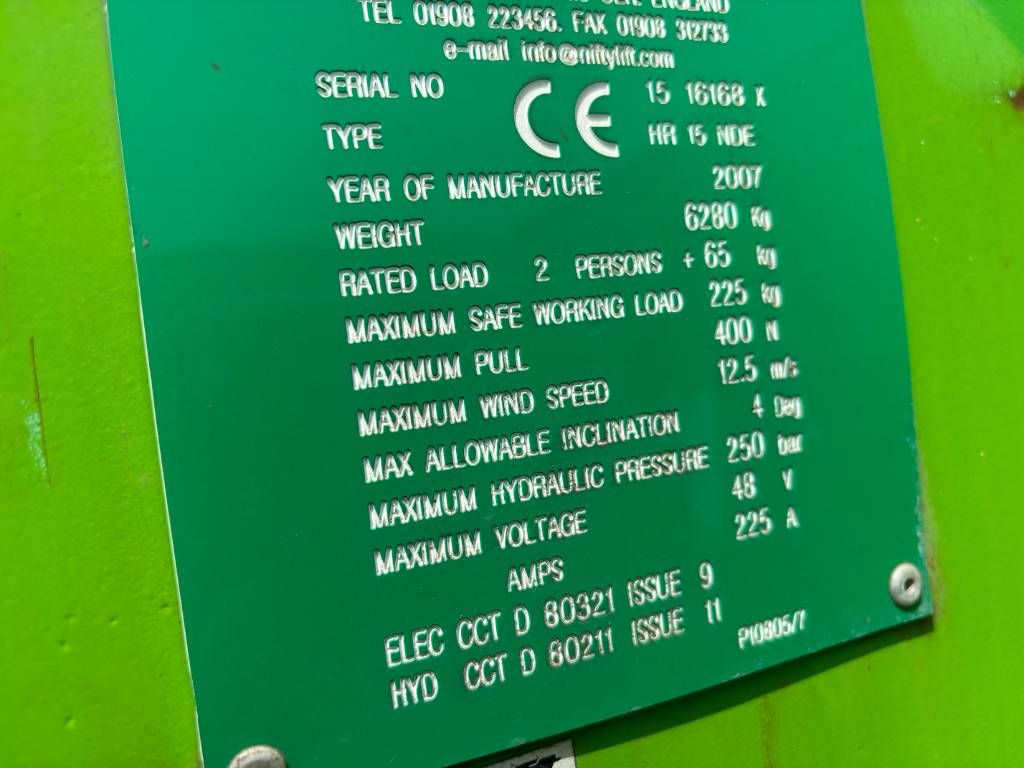 ENGLAND
TEL 01908 223456. FAX 01908 312733
e-mail info@niftylift.com
SERIAL NO CE 15 16168 X
TYPE HR 15 NDE
YEAR OF MANUFACTURE 2007
WEIGHT 6280 Kg
RATED LOAD 2 PERSONS + 65 kg
MAXIMUM SAFE WORKING LOAD 225 kg
MAXIMUM PULL 400 N
MAXIMUM WIND SPEED 12.5 m/s
MAX ALLOWABLE INCLINATION 4 Deg
MAXIMUM HYDRAULIC PRESSURE 250 bar
MAXIMUM VOLTAGE 48 V
AMPS 225 A
ELEC CCT D 80321 ISSUE 9
HYD CCT D 80211 ISSUE 11
P10805/7